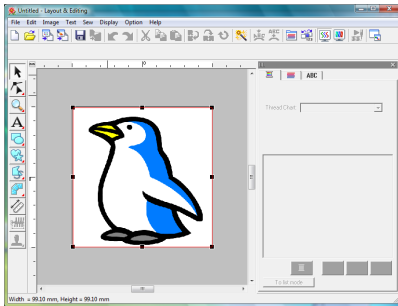 Untitled - Layout & Editing
File Edit Image Text Sew Display Option Help
ABC
Thread Chart
To list mode
Width = 99.10 mm, Height = 99.10 mm